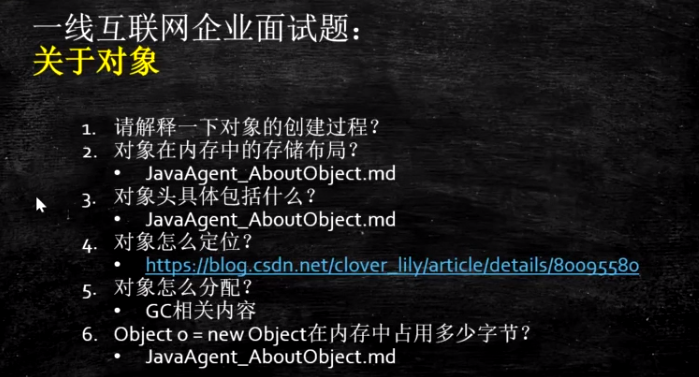 一线互联网企业面试题：
关于对象
1. 请解释一下对象的创建过程？
2. 对象在内存中的存储布局？
• JavaAgent_AboutObject.md
3. 对象头具体包括什么？
• JavaAgent_AboutObject.md
4. 对象怎么定位？
• https://blog.csdn.net/clover_lily/article/details/80095580
5. 对象怎么分配？
• GC相关内容
6. Object o = new Object在内存中占用多少字节？
• JavaAgent_AboutObject.md